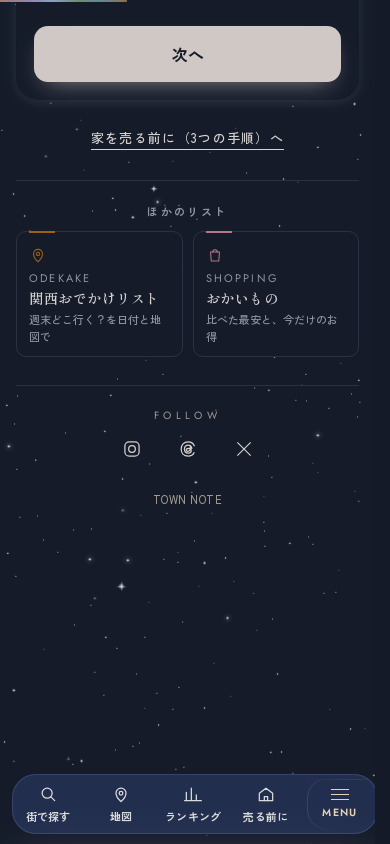 次へ
家を売る前に（3つの手順）へ
ほかのリスト
ODEKAKE
関西おでかけリスト
週末どこ行く？を日付と地
図で
SHOPPING
おかいもの
比べた最安と、今だけのお
得
FOLLOW
TOWN NOTE
街で探す
地図
ランキング
売る前に
MENU